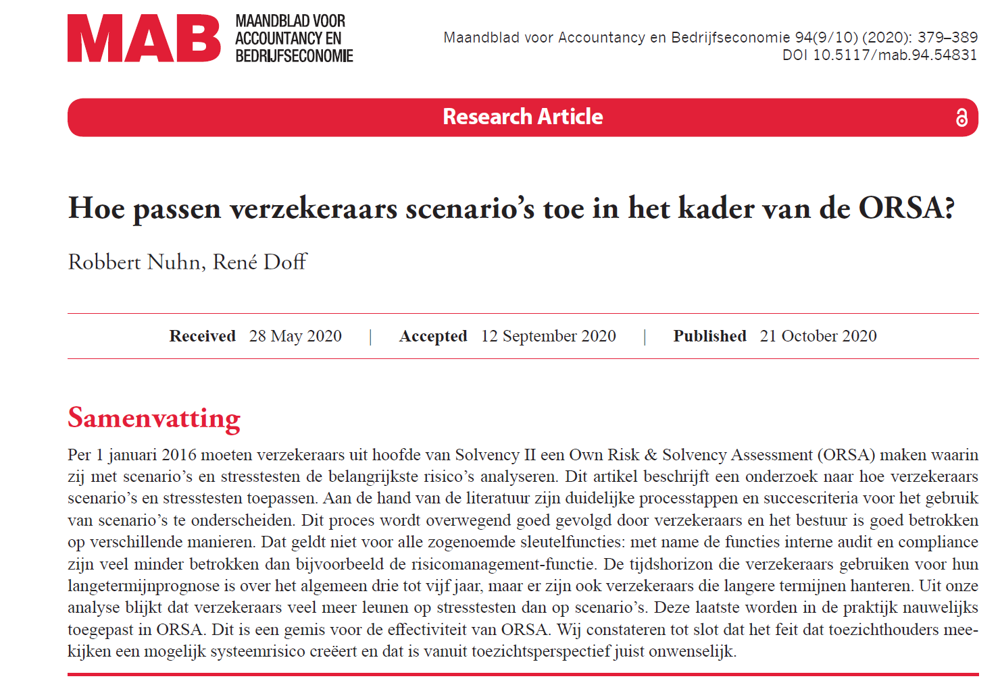 MAB
MAANDBLAD VOOR
ACCOUNTANCY EN
BEDRIJFSECONOMIE
Maandblad voor Accountancy en Bedrijfseconomie 94(9/10) (2020): 379–389
DOI 10.5117/mab.94.54831
Research Article
Hoe passen verzekeraars scenario’s toe in het kader van de ORSA?
Robbert Nuhn, René Doff
Received 28 May 2020 | Accepted 12 September 2020 | Published 21 October 2020
Samenvatting
Per 1 januari 2016 moeten verzekeraars uit hoofde van Solvency II een Own Risk & Solvency Assessment (ORSA) maken waarin
zij met scenario’s en stresstesten de belangrijkste risico’s analyseren. Dit artikel beschrijft een onderzoek naar hoe verzekeraars
scenario’s en stresstesten toepassen. Aan de hand van de literatuur zijn duidelijke processtappen en succescriteria voor het gebruik
van scenario’s te onderscheiden. Dit proces wordt overwegend goed gevolgd door verzekeraars en het bestuur is goed betrokken
op verschillende manieren. Dat geldt niet voor alle zogenoemde sleutelfuncties: met name de functies interne audit en compliance
zijn veel minder betrokken dan bijvoorbeeld de risicomanagement-functie. De tijdshorizon die verzekeraars gebruiken voor hun
langetermijnprognose is over het algemeen drie tot vijf jaar, maar er zijn ook verzekeraars die langere termijnen hanteren. Uit onze
analyse blijkt dat verzekeraars veel meer leunen op stresstesten dan op scenario’s. Deze laatste worden in de praktijk nauwelijks
toegepast in ORSA. Dit is een gemis voor de effectiviteit van ORSA. Wij constateren tot slot dat het feit dat toezichthouders mee-
kijken een mogelijk systeemrisico creëert en dat is vanuit toezichtsperspectief juist onwenselijk.